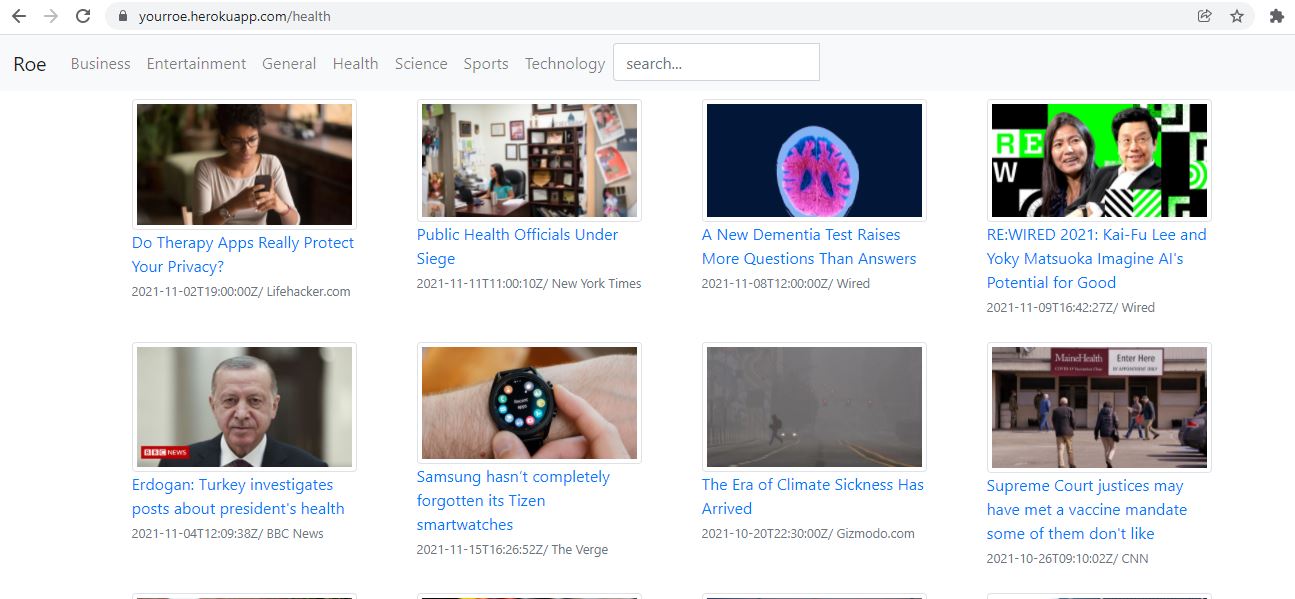 yourroe.herokuapp.com/health
Roe Business Entertainment General Health Science Sports Technology search...
RE
W
Do Therapy Apps Really Protect
Your Privacy?
2021-11-02T19:00:00Z/ Lifehacker.com
Public Health Officials Under
Siege
2021-11-11T11:00:10Z/ New York Times
A New Dementia Test Raises
More Questions Than Answers
2021-11-08T12:00:00Z/ Wired
RE:WIRED 2021: Kai-Fu Lee and
Yoky Matsuoka Imagine AI's
Potential for Good
2021-11-09T16:42:27Z/ Wired
BBC NEWS
Recent
apps
MaineHealth
Enter Here
Erdogan: Turkey investigates
posts about president's health
2021-11-04T12:09:38Z/ BBC News
Samsung hasn’t completely
forgotten its Tizen
smartwatches
2021-11-15T16:26:52Z/ The Verge
The Era of Climate Sickness Has
Arrived
2021-10-20T22:30:00Z/ Gizmodo.com
Supreme Court justices may
have met a vaccine mandate
some of them don't like
2021-10-26T09:10:02Z/ CNN